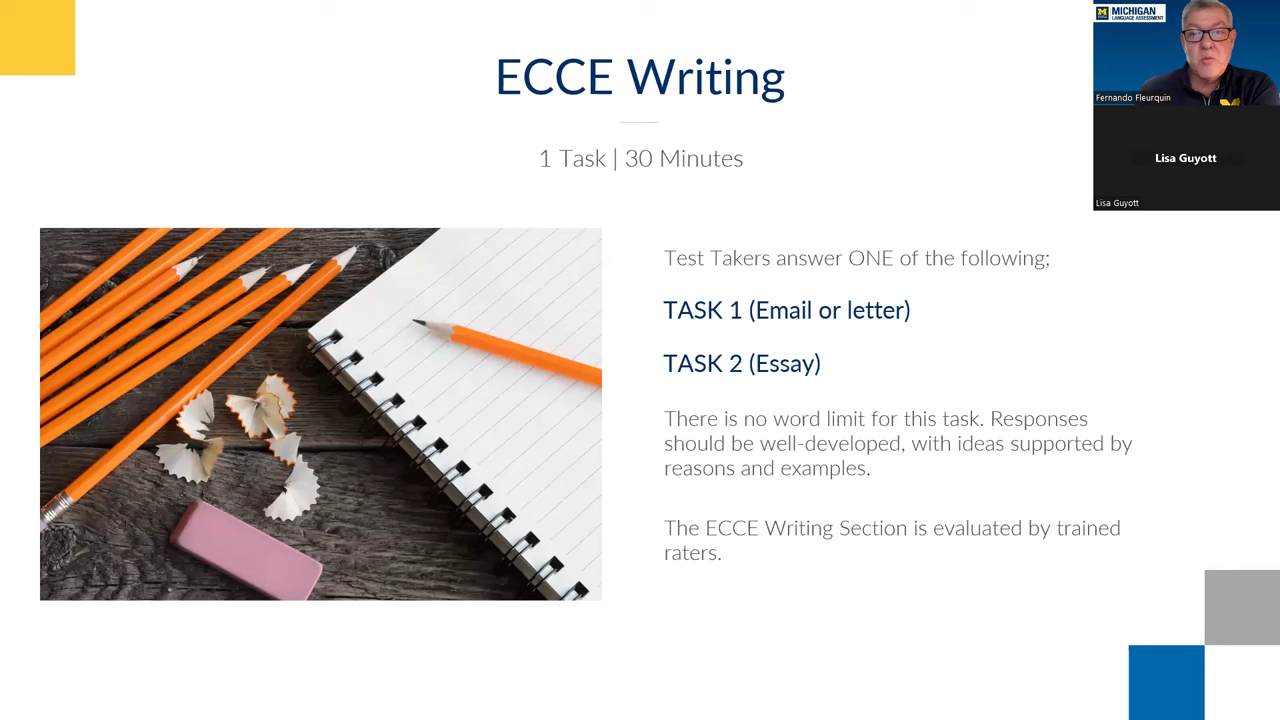 MICHIGAN
LANGUAGE ASSESSMENT
Fernando Fleurquin
Lisa Guyott
Lisa Guyott
ECCE Writing
1 Task | 30 Minutes
Test Takers answer ONE of the following;
TASK 1 (Email or letter)
TASK 2 (Essay)
There is no word limit for this task. Responses
should be well-developed, with ideas supported by
reasons and examples.
The ECCE Writing Section is evaluated by trained
raters.